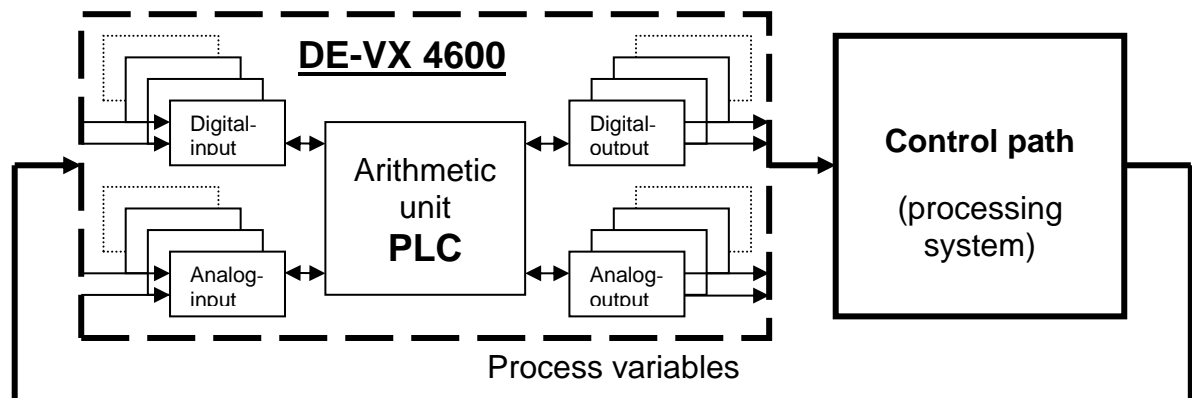 DE-VX 4600
Digital-
input
Digital-
output
Arithmetic
unit
PLC
Analog-
input
Analog-
output
Control path
(processing
system)
Process variables